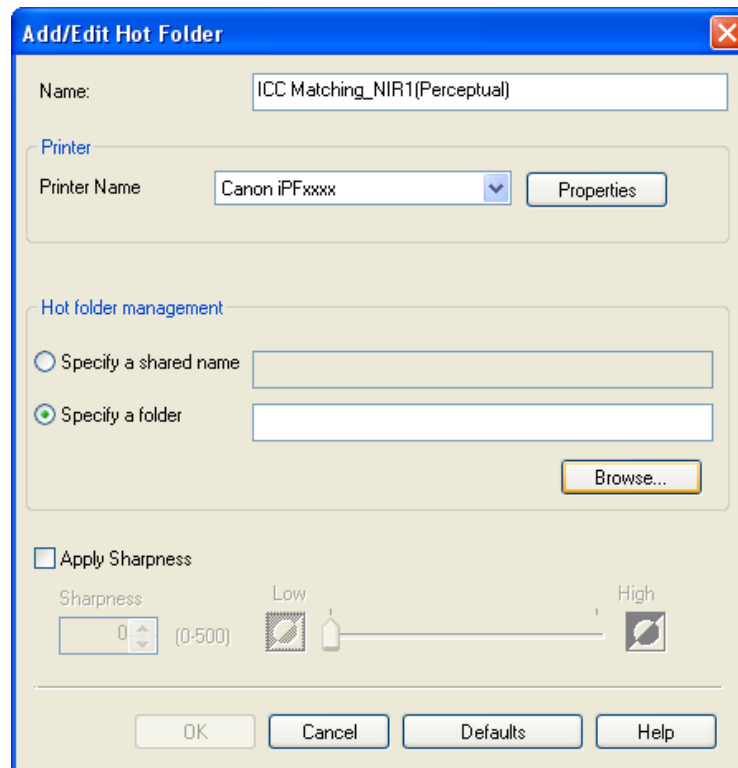 Add/Edit Hot Folder
Name: ICC Matching_NIR1(Perceptual)
Printer
Printer Name Canon iPFxxxx Properties
Hot folder management
Specify a shared name
Specify a folder
Browse...
Apply Sharpness
Sharpness Low High
0 (0-500)
OK Cancel Defaults Help